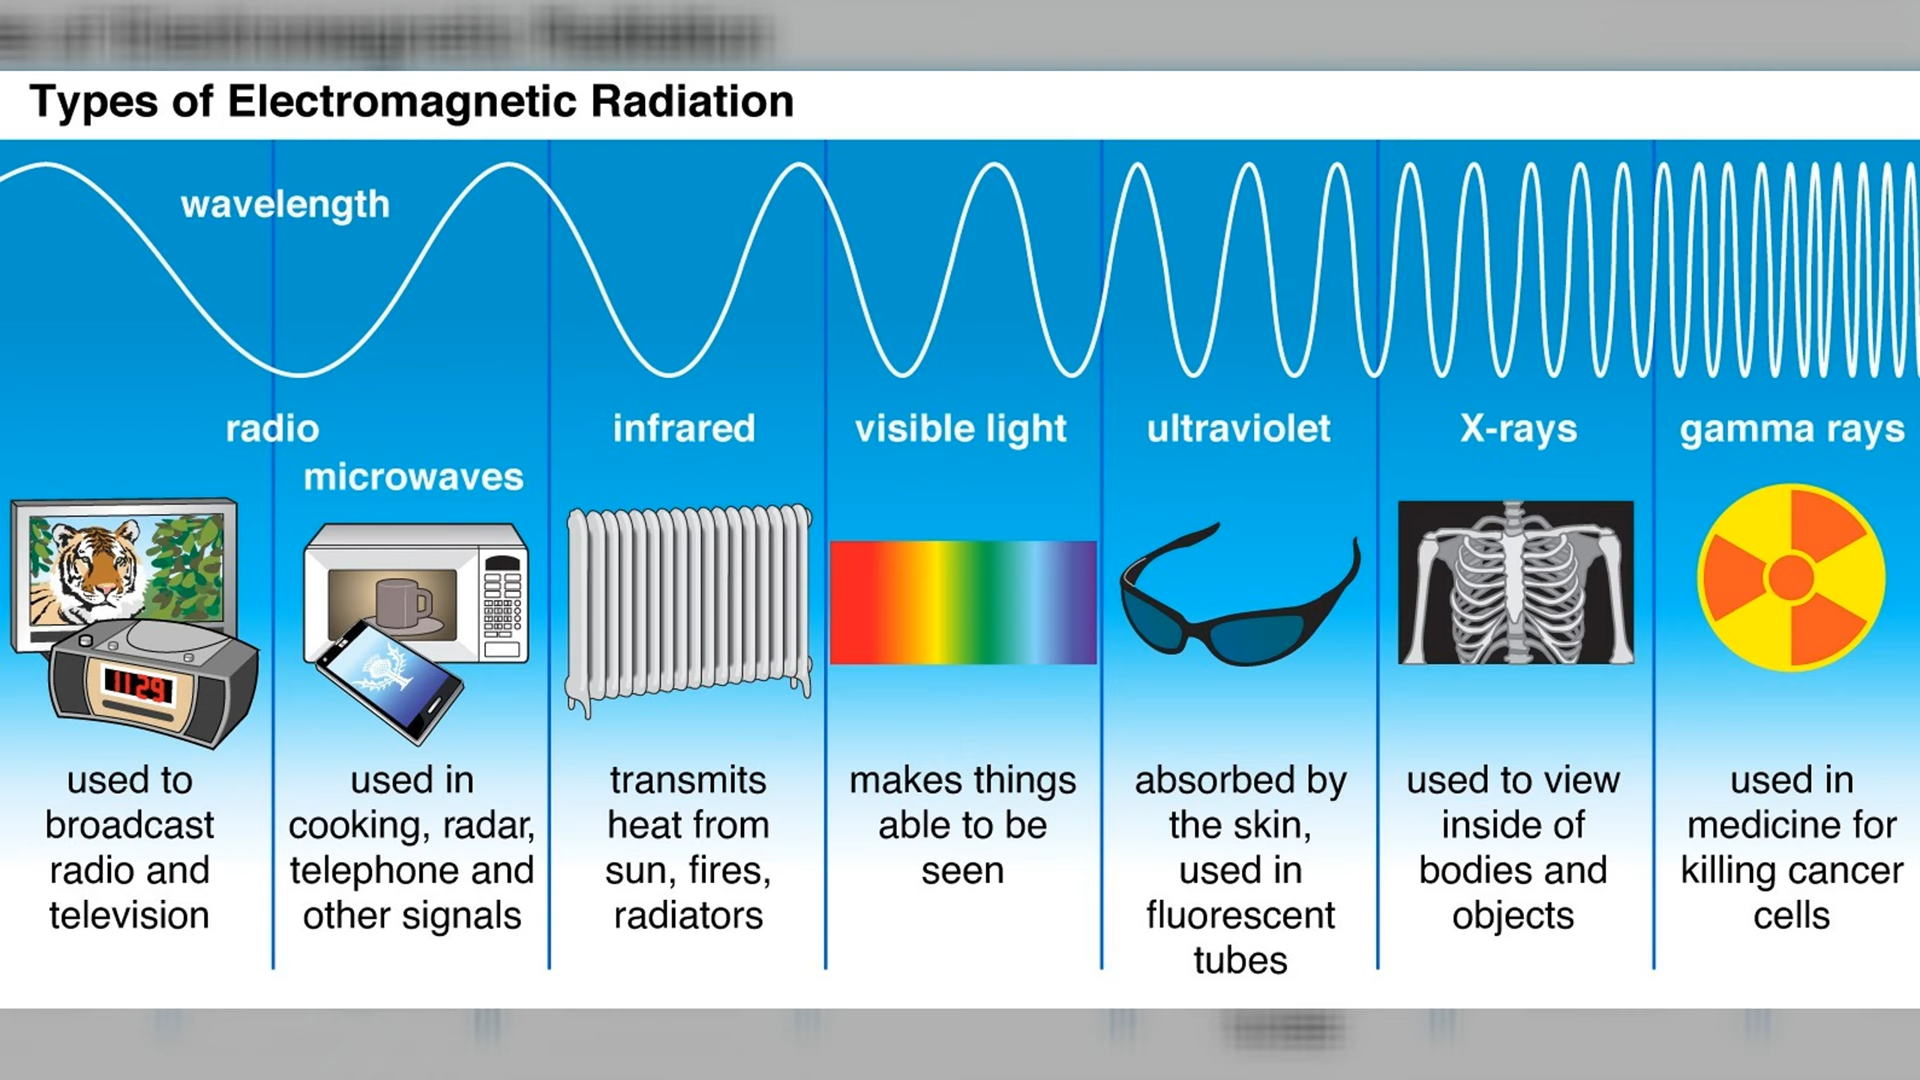 Types of Electromagnetic Radiation
wavelength
radio
microwaves
infrared
visible light
ultraviolet
X-rays
gamma rays
11:29
used to
broadcast
radio and
television
used in
cooking, radar,
telephone and
other signals
transmits
heat from
sun, fires,
radiators
makes things
able to be
seen
absorbed by
the skin,
used in
fluorescent
tubes
used to view
inside of
bodies and
objects
used in
medicine for
killing cancer
cells